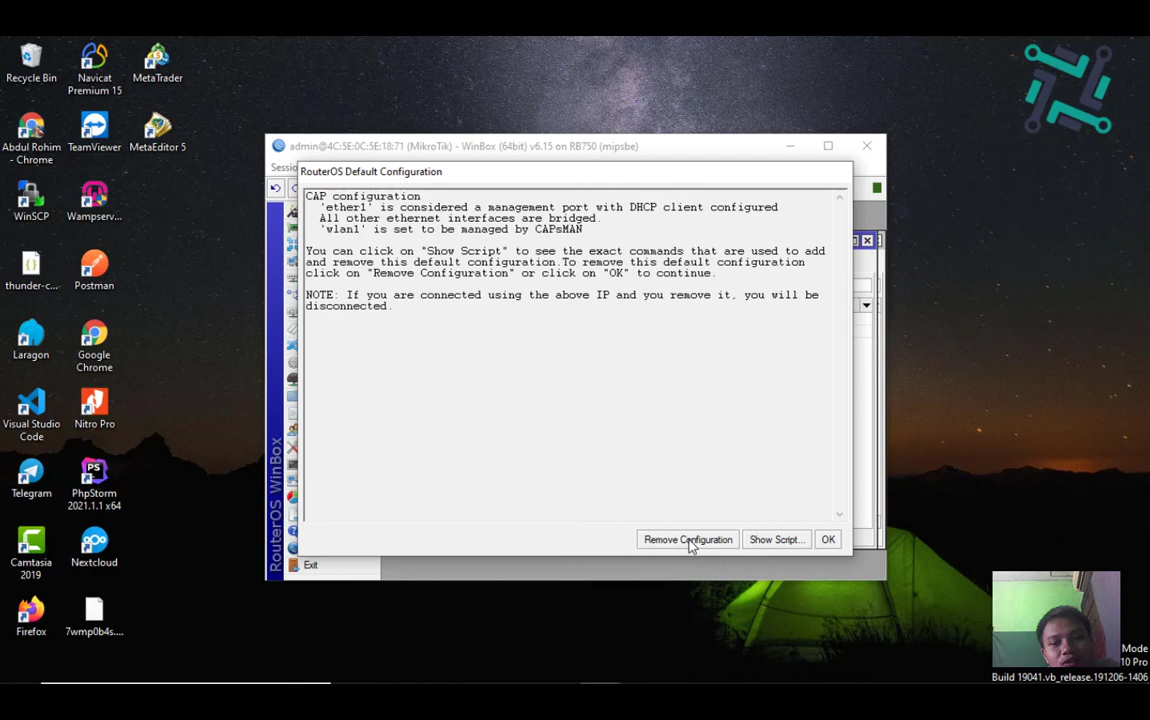 Recycle Bin
Navicat
Premium 15
MetaTrader
Abdul Rohim
- Chrome
TeamViewer
MetaEditor 5
WinSCP
Wampserv...
thunder-c...
Postman
Laragon
Google
Chrome
Visual Studio
Code
Nitro Pro
Telegram
PhpStorm
2021.1.1 x64
Camtasia
2019
Nextcloud
Firefox
7wmp0b4s....
admin@4C:5E:0C:5E:18:71 (MikroTik) - WinBox (64bit) v6.15 on RB750 (mipsbe)
Sessio
RouterOS Default Configuration
CAP configuration
'ether1' is considered a management port with DHCP client configured
All other ethernet interfaces are bridged.
'wlan1' is set to be managed by CAPsMAN
You can click on "Show Script" to see the exact commands that are used to add
and remove this default configuration.To remove this default configuration
click on "Remove Configuration" or click on "OK" to continue.
NOTE: If you are connected using the above IP and you remove it, you will be
disconnected.
Remove Configuration
Show Script...
OK
RouterOS WinBox
Exit
Mode
10 Pro
Build 19041.vb_release.191206-1406